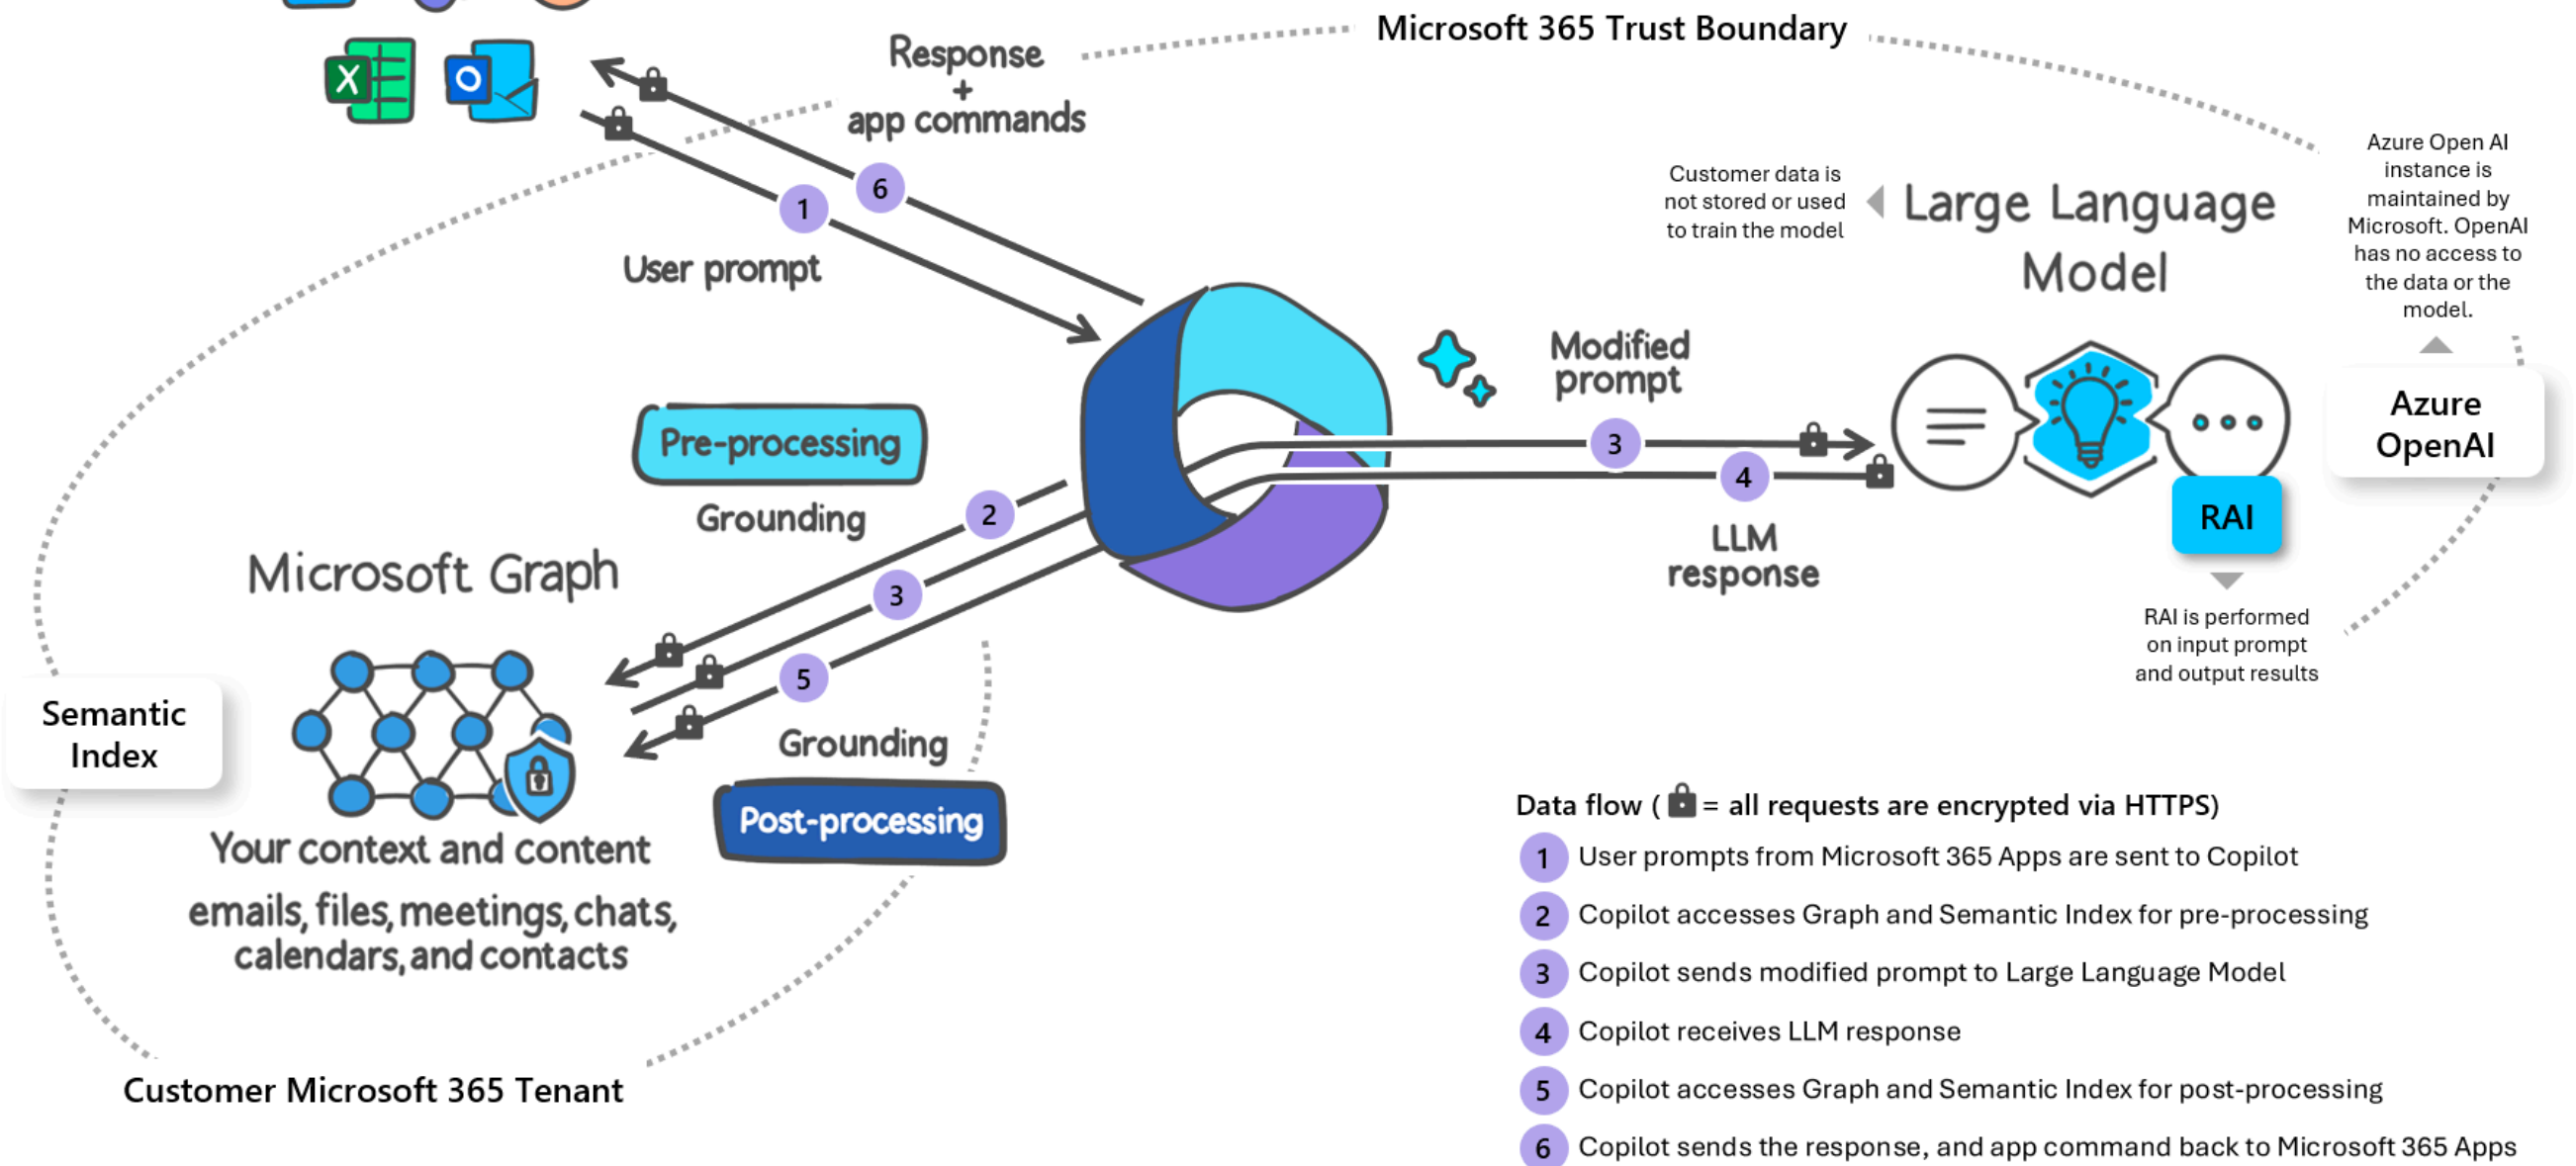 Microsoft 365 Trust Boundary
Response
+
app commands
X
O
6
1
User prompt
Customer data is
not stored or used
to train the model
Large Language
Model
Azure Open AI
instance is
maintained by
Microsoft. OpenAI
has no access to
the data or the
model.
Modified
prompt
3
4
LLM
response
Azure
OpenAI
RAI
RAI is performed
on input prompt
and output results
Pre-processing
Grounding
2
3
5
Microsoft Graph
Semantic
Index
Grounding
Post-processing
Your context and content
emails, files, meetings, chats,
calendars, and contacts
Customer Microsoft 365 Tenant
Data flow ( = all requests are encrypted via HTTPS)
1 User prompts from Microsoft 365 Apps are sent to Copilot
2 Copilot accesses Graph and Semantic Index for pre-processing
3 Copilot sends modified prompt to Large Language Model
4 Copilot receives LLM response
5 Copilot accesses Graph and Semantic Index for post-processing
6 Copilot sends the response, and app command back to Microsoft 365 Apps